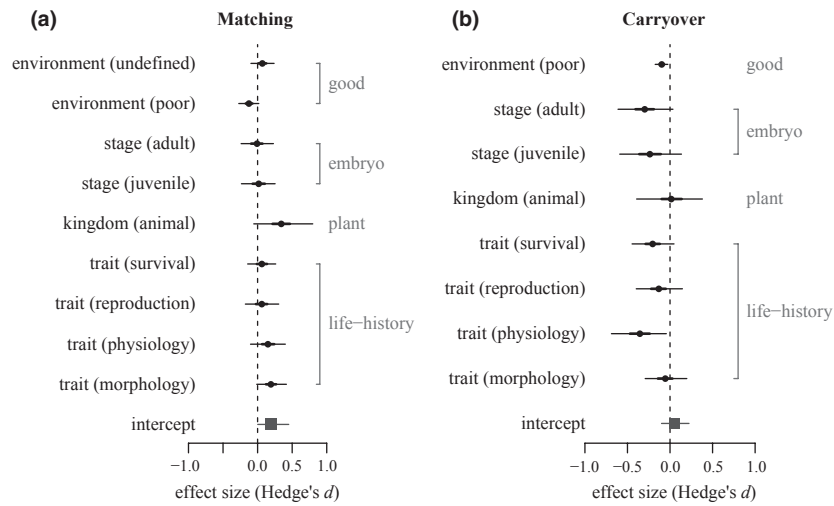 (a) Matching
environment (undefined)
environment (poor)
good
stage (adult)
stage (juvenile)
embryo
kingdom (animal)
plant
trait (survival)
trait (reproduction)
trait (physiology)
trait (morphology)
life−history
intercept
−1.0 0.0 0.5 1.0
effect size (Hedge's d)
(b) Carryover
environment (poor)
good
stage (adult)
stage (juvenile)
embryo
kingdom (animal)
plant
trait (survival)
trait (reproduction)
trait (physiology)
trait (morphology)
life−history
intercept
−1.0 −0.5 0.0 0.5 1.0
effect size (Hedge's d)